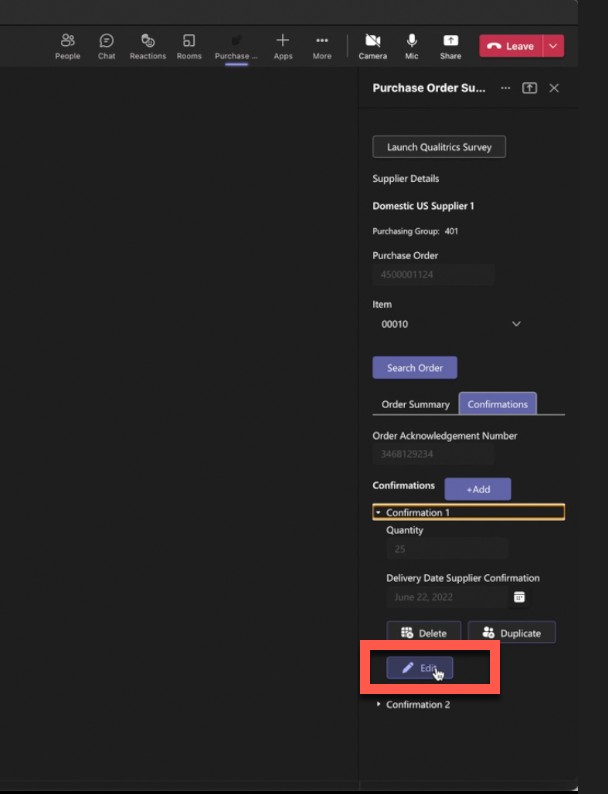 People Chat Reactions Rooms Purchase ... Apps More Camera Mic Share Leave
Purchase Order Su...
Launch Qualitrics Survey
Supplier Details
Domestic US Supplier 1
Purchasing Group: 401
Purchase Order
4500001124
Item
00010
Search Order
Order Summary Confirmations
Order Acknowledgement Number
3468129234
Confirmations +Add
Confirmation 1
Quantity
25
Delivery Date Supplier Confirmation
June 22, 2022
Delete Duplicate
Edit
Confirmation 2